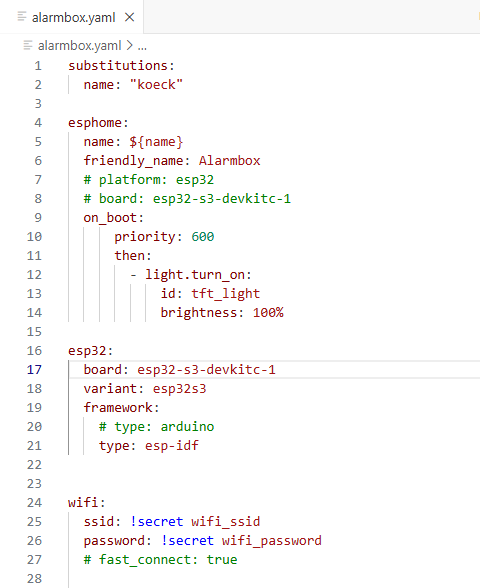 alarmbox.yaml
alarmbox.yaml > ...
1 substitutions:
2   name: "koeck"
3
4 esphome:
5   name: ${name}
6   friendly_name: Alarmbox
7   # platform: esp32
8   # board: esp32-s3-devkitc-1
9   on_boot:
10       priority: 600
11       then:
12         - light.turn_on:
13             id: tft_light
14             brightness: 100%
15
16 esp32:
17   board: esp32-s3-devkitc-1
18   variant: esp32s3
19   framework:
20     # type: arduino
21     type: esp-idf
22
23
24 wifi:
25   ssid: !secret wifi_ssid
26   password: !secret wifi_password
27   # fast_connect: true
28